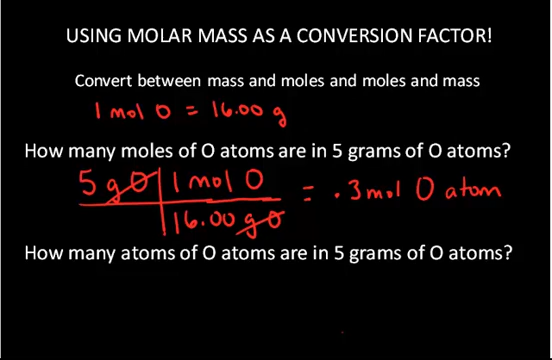 USING MOLAR MASS AS A CONVERSION FACTOR!
Convert between mass and moles and moles and mass
1 mol O = 16.00 g
How many moles of O atoms are in 5 grams of O atoms?
5 g O | 1 mol O = .3 mol O atom
16.00 g O
How many atoms of O atoms are in 5 grams of O atoms?